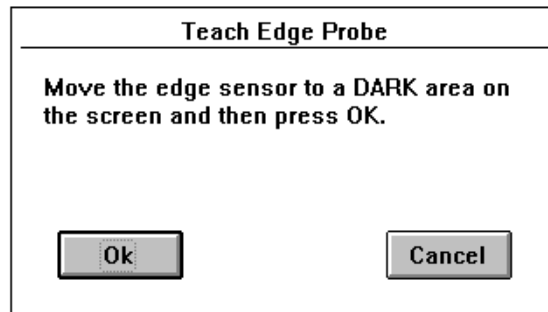 Teach Edge Probe
Move the edge sensor to a DARK area on
the screen and then press OK.
Ok
Cancel